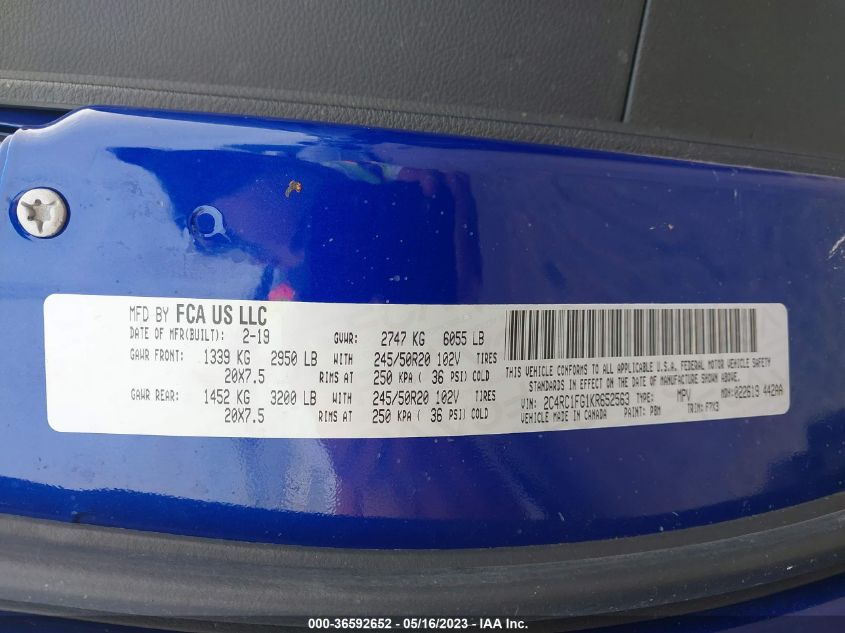 MFD BY FCA US LLC
DATE OF MFR(BUILT): 2-19 GVWR: 2747 KG 6055 LB
GAWR FRONT: 1339 KG 2950 LB WITH 245/50R20 102V TIRES
20X7.5 RIMS AT 250 KPA ( 36 PSI) COLD
GAWR REAR: 1452 KG 3200 LB WITH 245/50R20 102V TIRES
20X7.5 RIMS AT 250 KPA ( 36 PSI) COLD
THIS VEHICLE CONFORMS TO ALL APPLICABLE U.S.A. FEDERAL MOTOR VEHICLE SAFETY
STANDARDS IN EFFECT ON THE DATE OF MANUFACTURE SHOWN ABOVE.
VIN: 2C4RC1FG1KR652563 TYPE: MPV MDH: 022619 442AA
VEHICLE MADE IN CANADA PAINT: PBM TRIM: F7X3
000-36592652 / 05/16/2023 - IAA Inc.